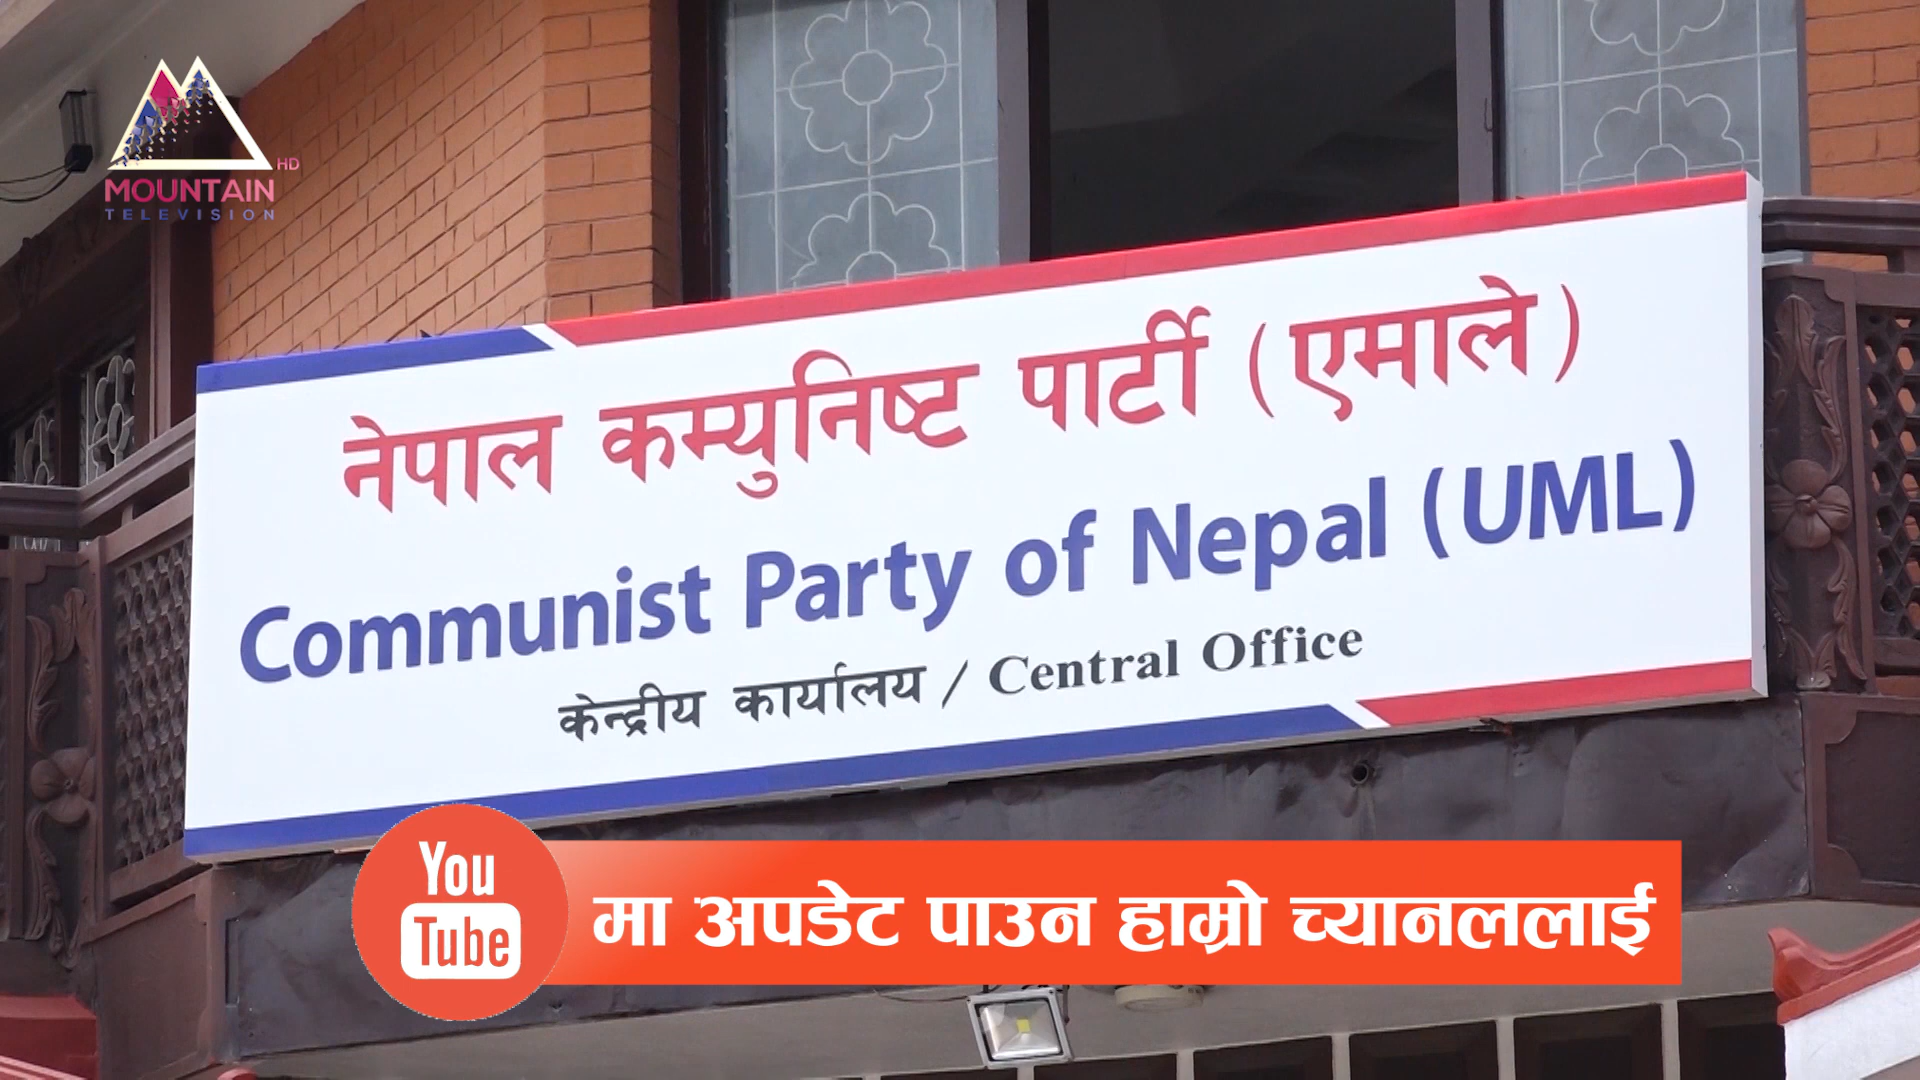 HD
MOUNTAIN
TELEVISION
नेपाल कम्युनिष्ट पार्टी (एमाले)
Communist Party of Nepal (UML)
केन्द्रीय कार्यालय / Central Office
You
Tube
मा अपडेट पाउन हाम्रो च्यानललाई